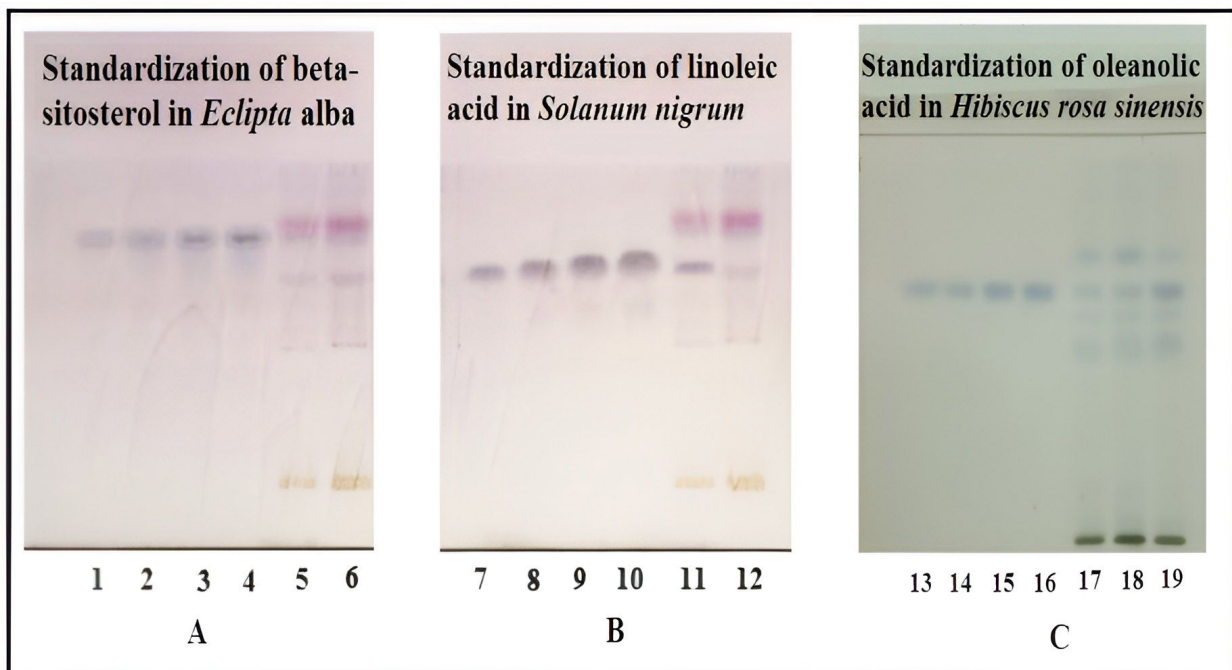 Standardization of beta-
sitosterol in Eclipta alba
Standardization of linoleic
acid in Solanum nigrum
Standardization of oleanolic
acid in Hibiscus rosa sinensis
1 2 3 4 5 6
7 8 9 10 11 12
13 14 15 16 17 18 19
A
B
C